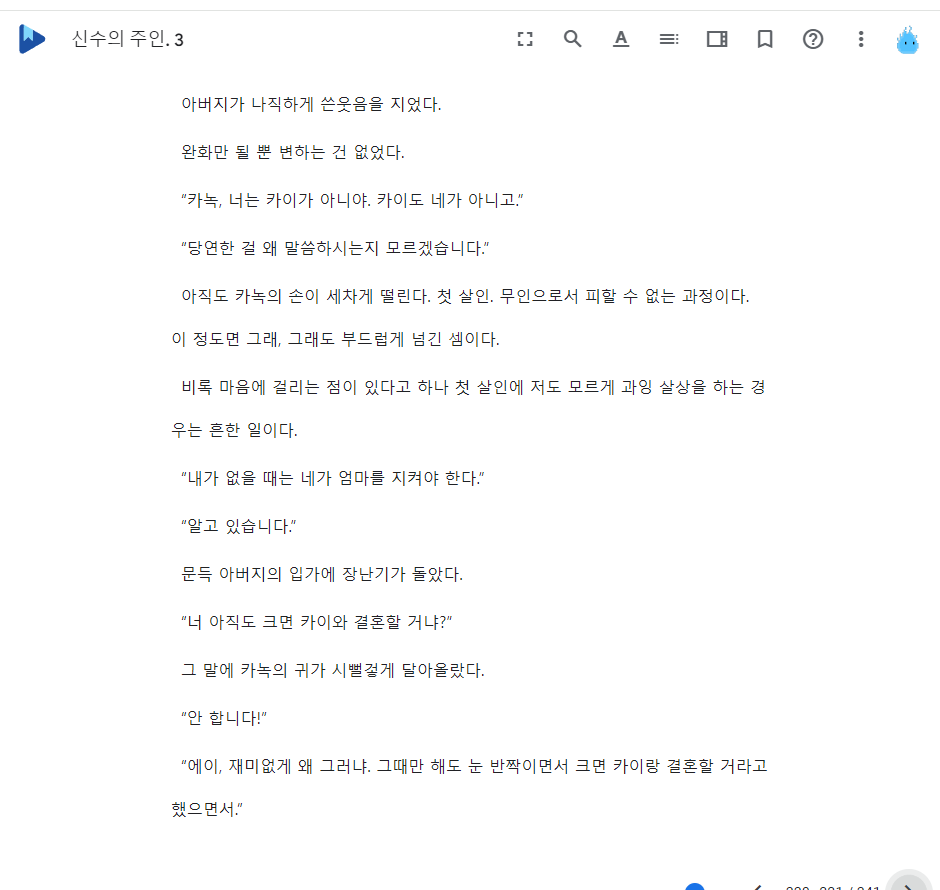 신수의 주인. 3
아버지가 나직하게 쓴웃음을 지었다.
완화만 될 뿐 변하는 건 없었다.
“카녹, 너는 카이가 아니야. 카이도 네가 아니고.”
“당연한 걸 왜 말씀하시는지 모르겠습니다.”
아직도 카녹의 손이 세차게 떨린다. 첫 살인. 무인으로서 피할 수 없는 과정이다.
이 정도면 그래, 그래도 부드럽게 넘긴 셈이다.
비록 마음에 걸리는 점이 있다고 하나 첫 살인에 저도 모르게 과잉 살상을 하는 경
우는 흔한 일이다.
“내가 없을 때는 네가 엄마를 지켜야 한다.”
“알고 있습니다.”
문득 아버지의 입가에 장난기가 돌았다.
“너 아직도 크면 카이와 결혼할 거냐?”
그 말에 카녹의 귀가 시뻘겋게 달아올랐다.
“안 합니다!”
“에이, 재미없게 왜 그러냐. 그때만 해도 눈 반짝이면서 크면 카이랑 결혼할 거라고
했으면서.”